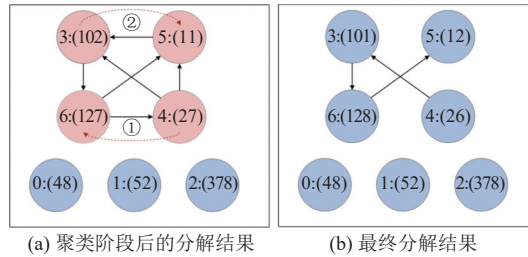 ②
3:(102) 5:(11)
6:(127) ① 4:(27)
0:(48) 1:(52) 2:(378)
(a) 聚类阶段后的分解结果
3:(101) 5:(12)
6:(128) 4:(26)
0:(48) 1:(52) 2:(378)
(b) 最终分解结果